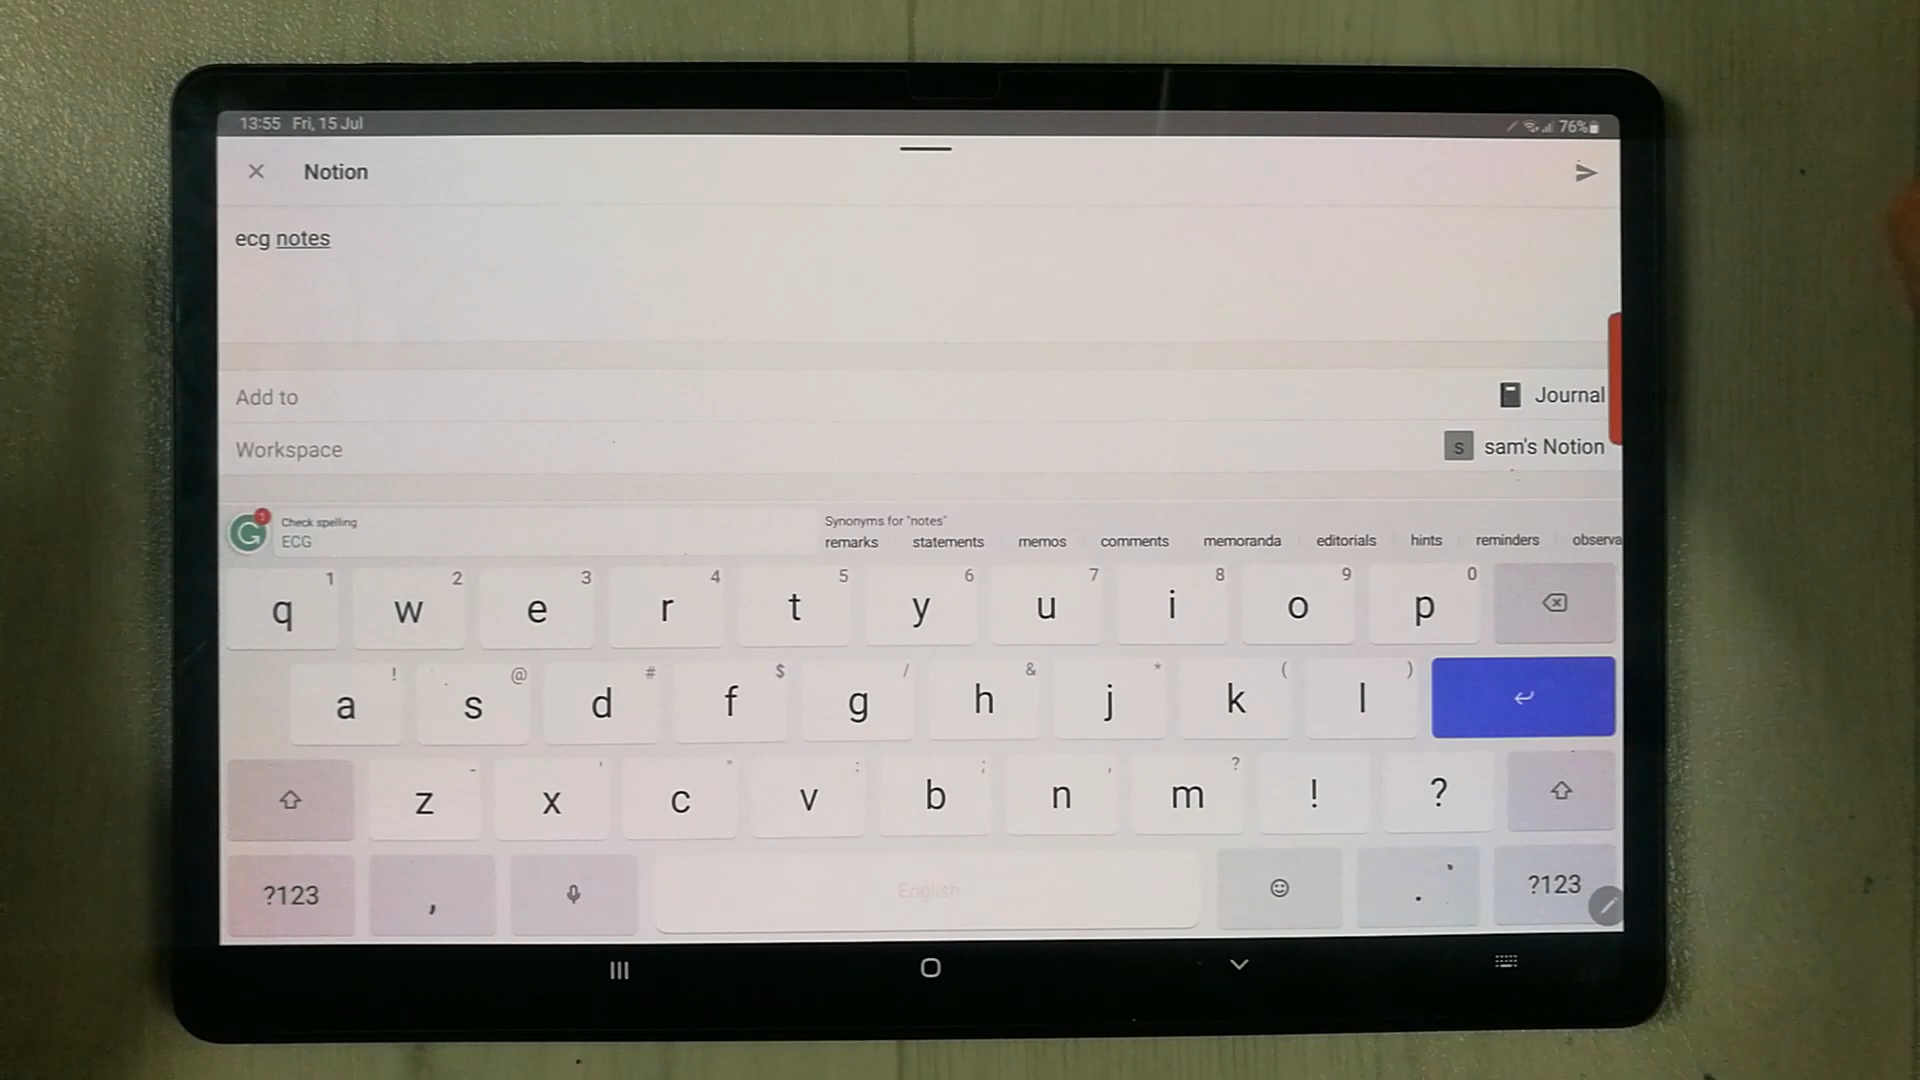 13:55 Fri, 15 Jul 76%
Notion
ecg notes
Add to Journal
Workspace s sam's Notion
1 Check spelling Synonyms for "notes"
ECG remarks statements memos comments memoranda editorials hints reminders observa
1 2 3 4 5 6 7 8 9 0
q w e r t y u i o p
! @ # $ / & * ( )
a s d f g h j k l
- ' " : ; , ?
z x c v b n m ! ?
?123 , English . ?123